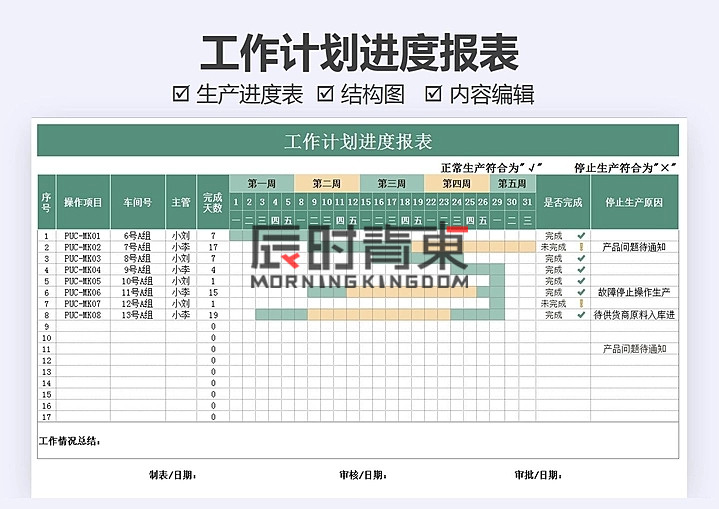 工作计划进度报表
生产进度表 结构图 内容编辑
工作计划进度报表
正常生产符合为"√" 停止生产符合为"×"
序号 操作项目 车间号 主管 完成天数 第一周 第二周 第三周 第四周 第五周 是否完成 停止生产原因
1 2 3 4 5 8 9 10 11 12 15 16 17 18 19 22 23 24 25 26 29 30 31
一 二 三 四 五 一 二 三 四 五 一 二 三 四 五 一 二 三 四 五 一 二 三
1 PUC-MK01 6号A组 小刘 7 完成
2 PUC-MK02 7号A组 小李 17 未完成 产品问题待通知
3 PUC-MK03 8号A组 小刘 7 完成
4 PUC-MK04 9号A组 小李 4 完成
5 PUC-MK05 10号A组 小刘 1 完成
6 PUC-MK06 11号A组 小李 15 完成 故障停止操作生产
7 PUC-MK07 12号A组 小刘 1 未完成
8 PUC-MK08 13号A组 小李 19 完成 待供货商原料入库进
9 0
10 0
11 0 产品问题待通知
12 0
13 0
14 0
15 0
16 0
17 0
辰时肯東
MORNINGKINGDOM
工作情况总结:
制表/日期: 审核/日期: 审批/日期: